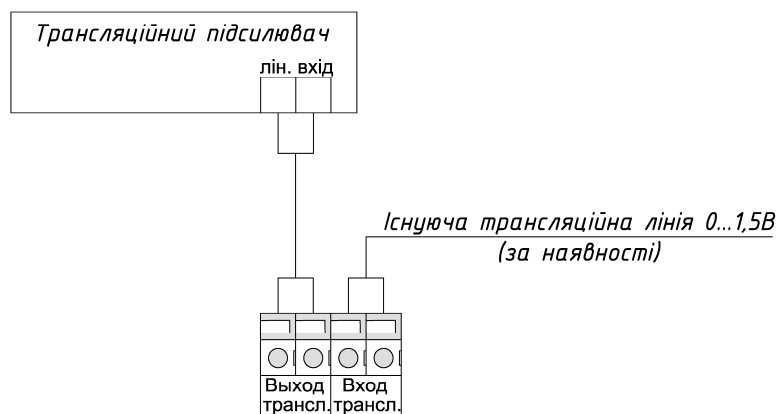 Трансляційний підсилювач
лін. вхід
Існуюча трансляційна лінія 0...1,5В
(за наявності)
Выход Вход
трансл. трансл.